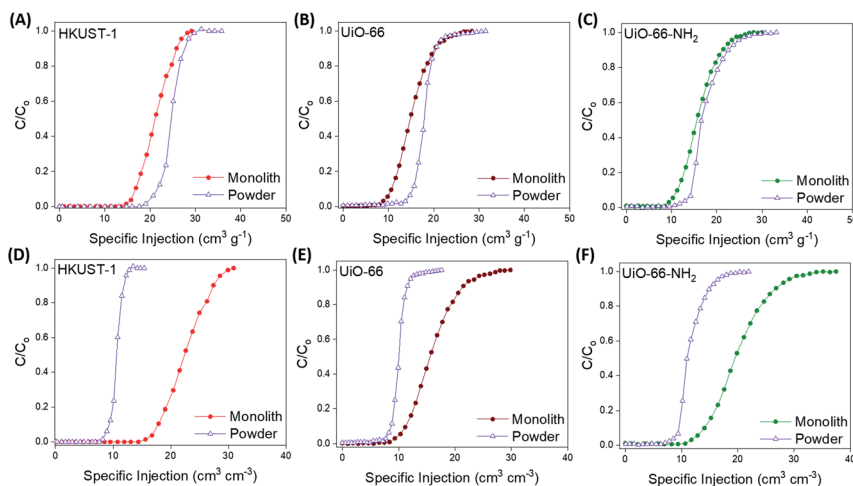 (A)
HKUST-1
1.0
0.8
0.6
0.4
0.2
0.0
C/Co
Monolith
Powder
0 10 20 30 40 50
Specific Injection (cm³ g⁻¹)
(B)
UiO-66
1.0
0.8
0.6
0.4
0.2
0.0
C/Co
Monolith
Powder
0 10 20 30 40 50
Specific Injection (cm³ g⁻¹)
(C)
UiO-66-NH₂
1.0
0.8
0.6
0.4
0.2
0.0
C/Co
Monolith
Powder
0 10 20 30 40 50
Specific Injection (cm³ g⁻¹)
(D)
HKUST-1
1.0
0.8
0.6
0.4
0.2
0.0
C/Co
Monolith
Powder
0 10 20 30 40
Specific Injection (cm³ cm⁻³)
(E)
UiO-66
1.0
0.8
0.6
0.4
0.2
0.0
C/Co
Monolith
Powder
0 10 20 30 40
Specific Injection (cm³ cm⁻³)
(F)
UiO-66-NH₂
1.0
0.8
0.6
0.4
0.2
0.0
C/Co
Monolith
Powder
0 10 20 30 40
Specific Injection (cm³ cm⁻³)